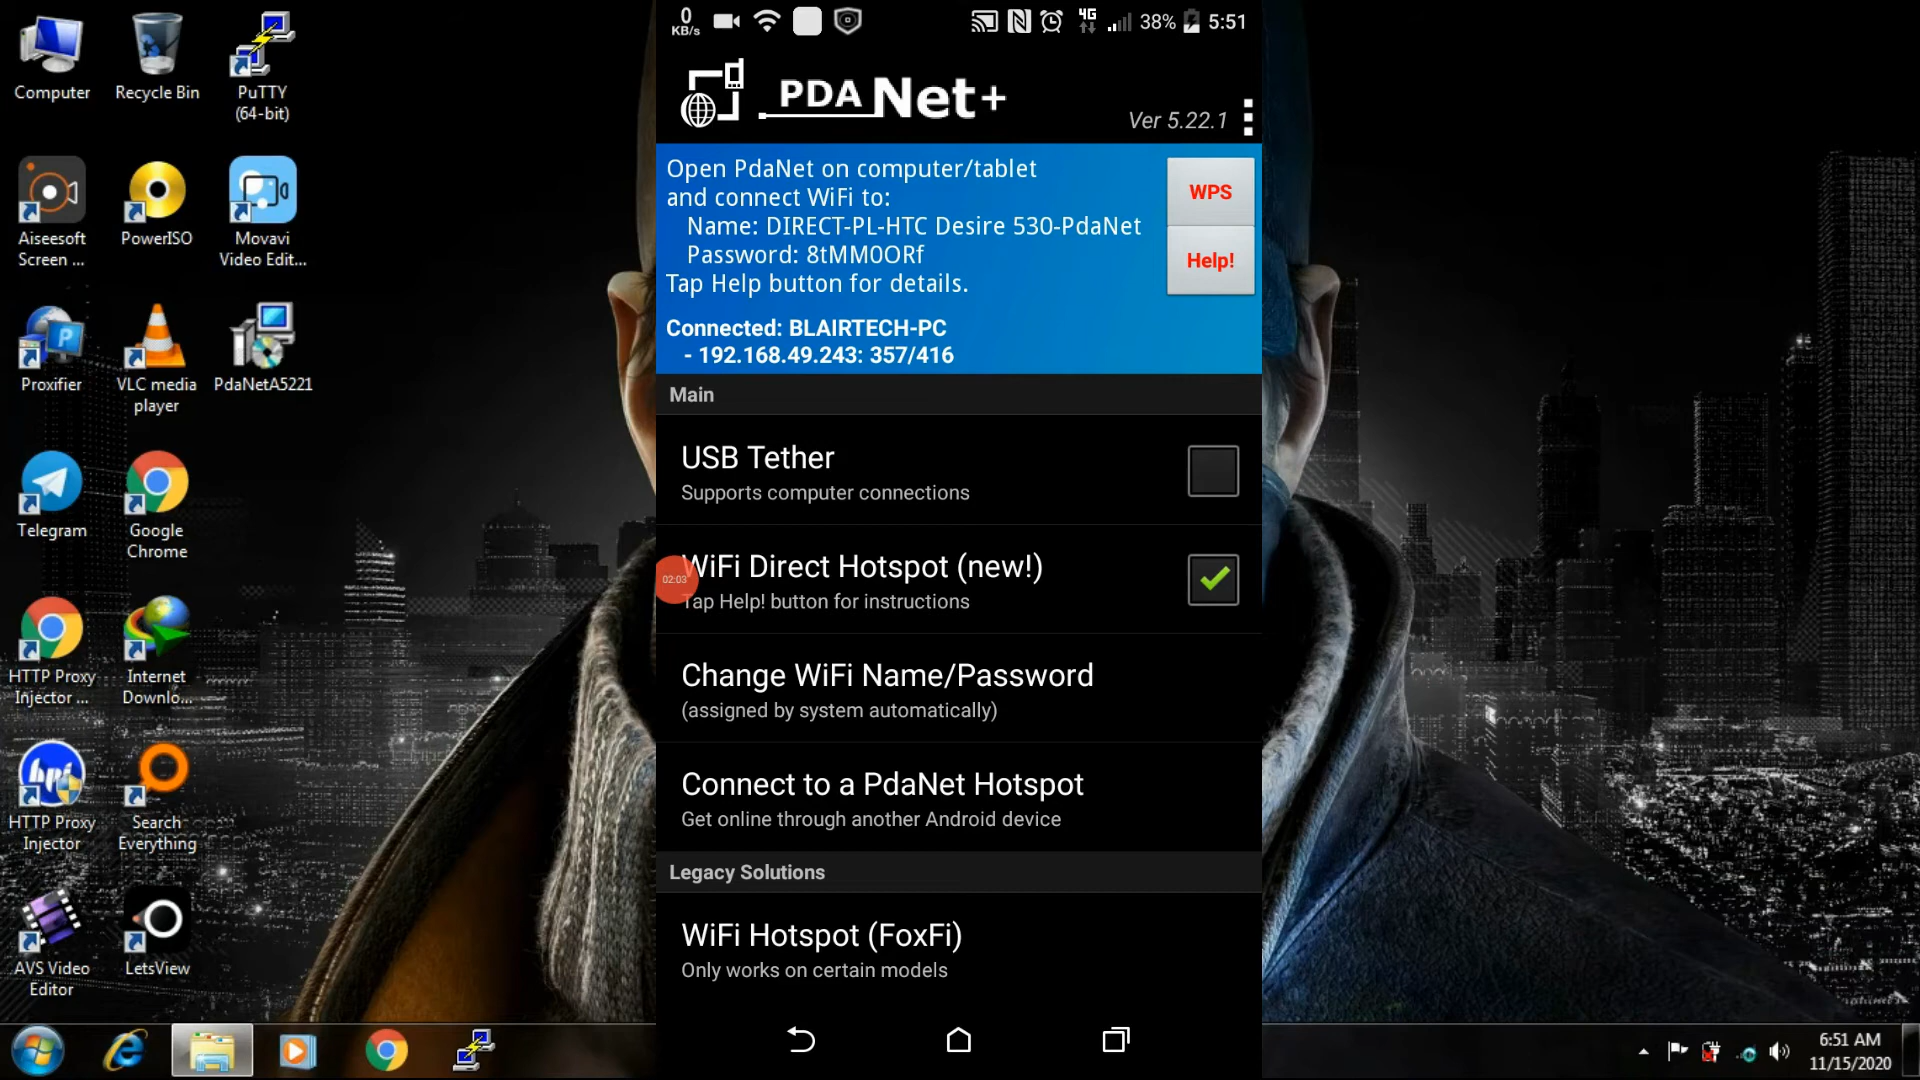 Computer
Recycle Bin
PuTTY
(64-bit)
Aiseesoft
Screen ...
PowerISO
Movavi
Video Edit...
Proxifier
VLC media
player
PdaNetA5221
Telegram
Google
Chrome
HTTP Proxy
Injector ...
Internet
Downlo...
HTTP Proxy
Injector
Search
Everything
AVS Video
Editor
LetsView
0
KB/s
4G
38%
5:51
PDA Net+
Ver 5.22.1
Open PdaNet on computer/tablet
and connect WiFi to:
Name: DIRECT-PL-HTC Desire 530-PdaNet
Password: 8tMM0ORf
Tap Help button for details.
WPS
Help!
Connected: BLAIRTECH-PC
- 192.168.49.243: 357/416
Main
USB Tether
Supports computer connections
02:03
WiFi Direct Hotspot (new!)
Tap Help! button for instructions
Change WiFi Name/Password
(assigned by system automatically)
Connect to a PdaNet Hotspot
Get online through another Android device
Legacy Solutions
WiFi Hotspot (FoxFi)
Only works on certain models
6:51 AM
11/15/2020